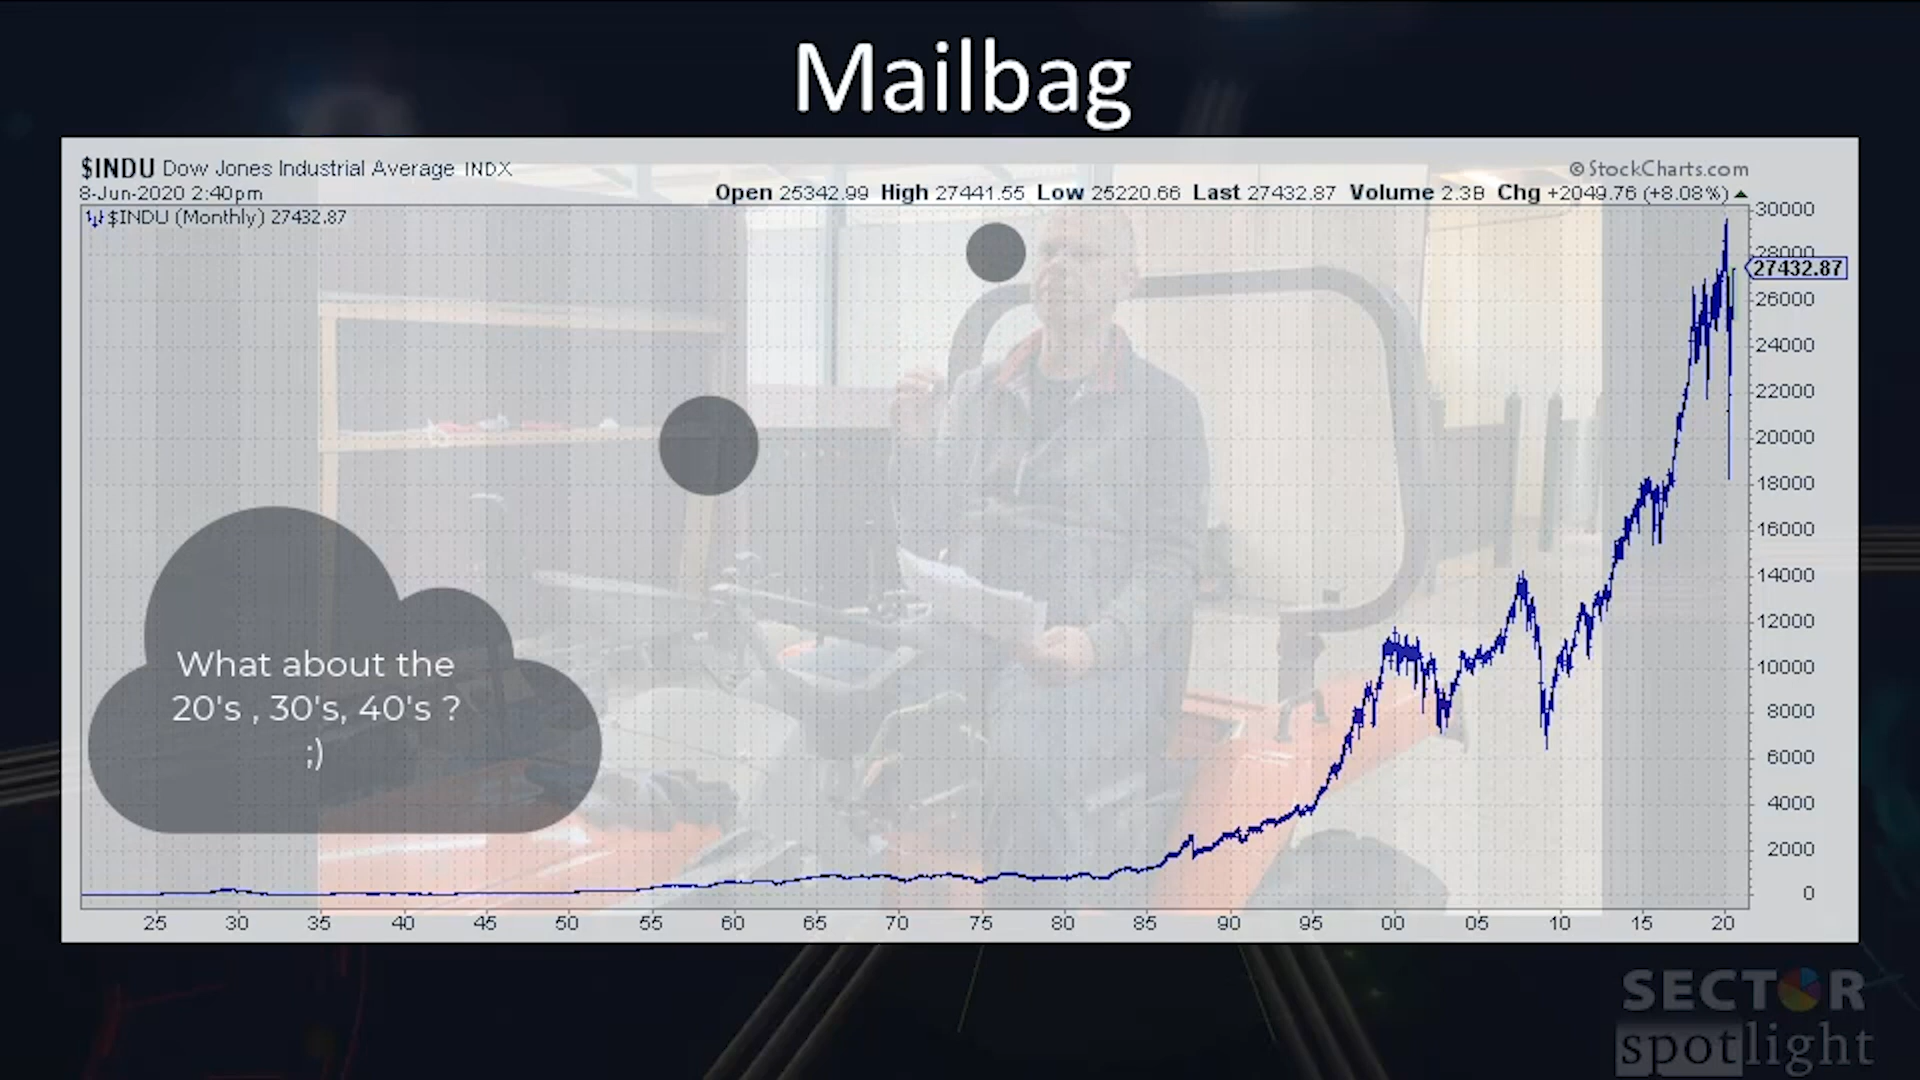 Mailbag
$INDU Dow Jones Industrial Average INDX
© StockCharts.com
8-Jun-2020 2:40pm
Open 25342.99 High 27441.55 Low 25220.66 Last 27432.87 Volume 2.3B Chg +2049.76 (+8.08%)
$INDU (Monthly) 27432.87
30000
28000
27432.87
26000
24000
22000
20000
18000
16000
14000
12000
10000
8000
6000
4000
2000
0
What about the
20's , 30's, 40's ?
;)
25 30 35 40 45 50 55 60 65 70 75 80 85 90 95 00 05 10 15 20
SECTOR
spotlight